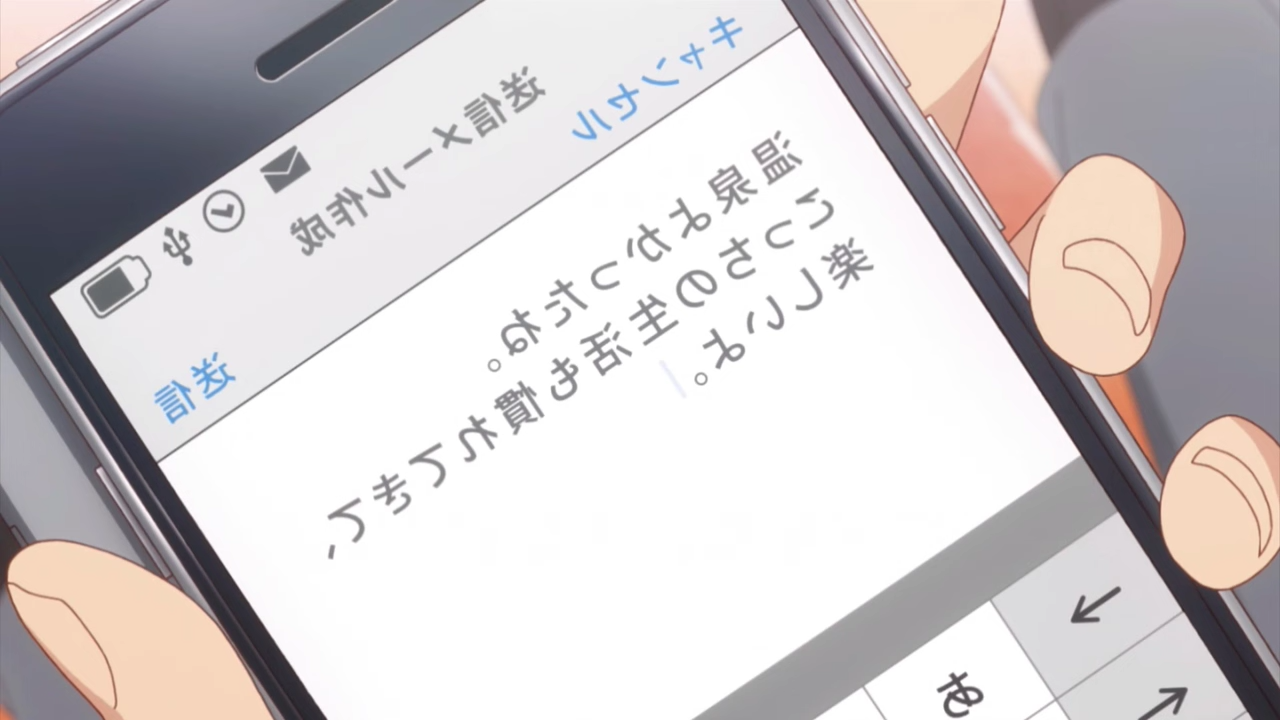 キャンセル
送信メール作成
送信
温泉よかったね。
こっちの生活も慣れてきて、
楽しいよ。
←
→
あ